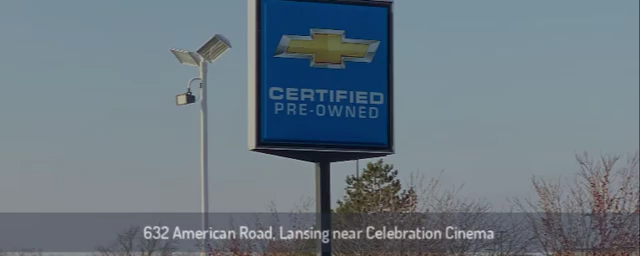 CERTIFIED
PRE-OWNED
632 American Road, Lansing near Celebration Cinema